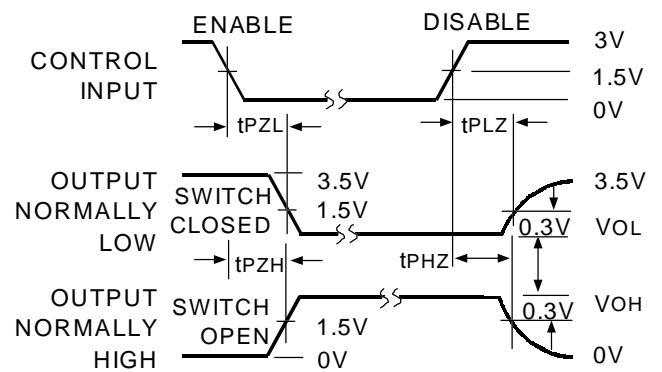 ENABLE DISABLE
CONTROL INPUT
3V
1.5V
0V
tPZL
tPLZ
OUTPUT NORMALLY LOW
SWITCH CLOSED
3.5V
1.5V
3.5V
0.3V
VOL
tPZH
tPHZ
OUTPUT NORMALLY HIGH
SWITCH OPEN
1.5V
0V
0.3V
VOH
0V